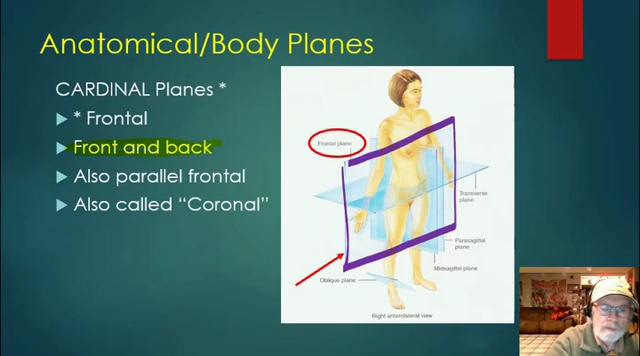 Anatomical/Body Planes
CARDINAL Planes *
* Frontal
Front and back
Also parallel frontal
Also called “Coronal”
Frontal plane
Transverse
plane
Parasagittal
plane
Midsagittal plane
Oblique plane
Right anterolateral view